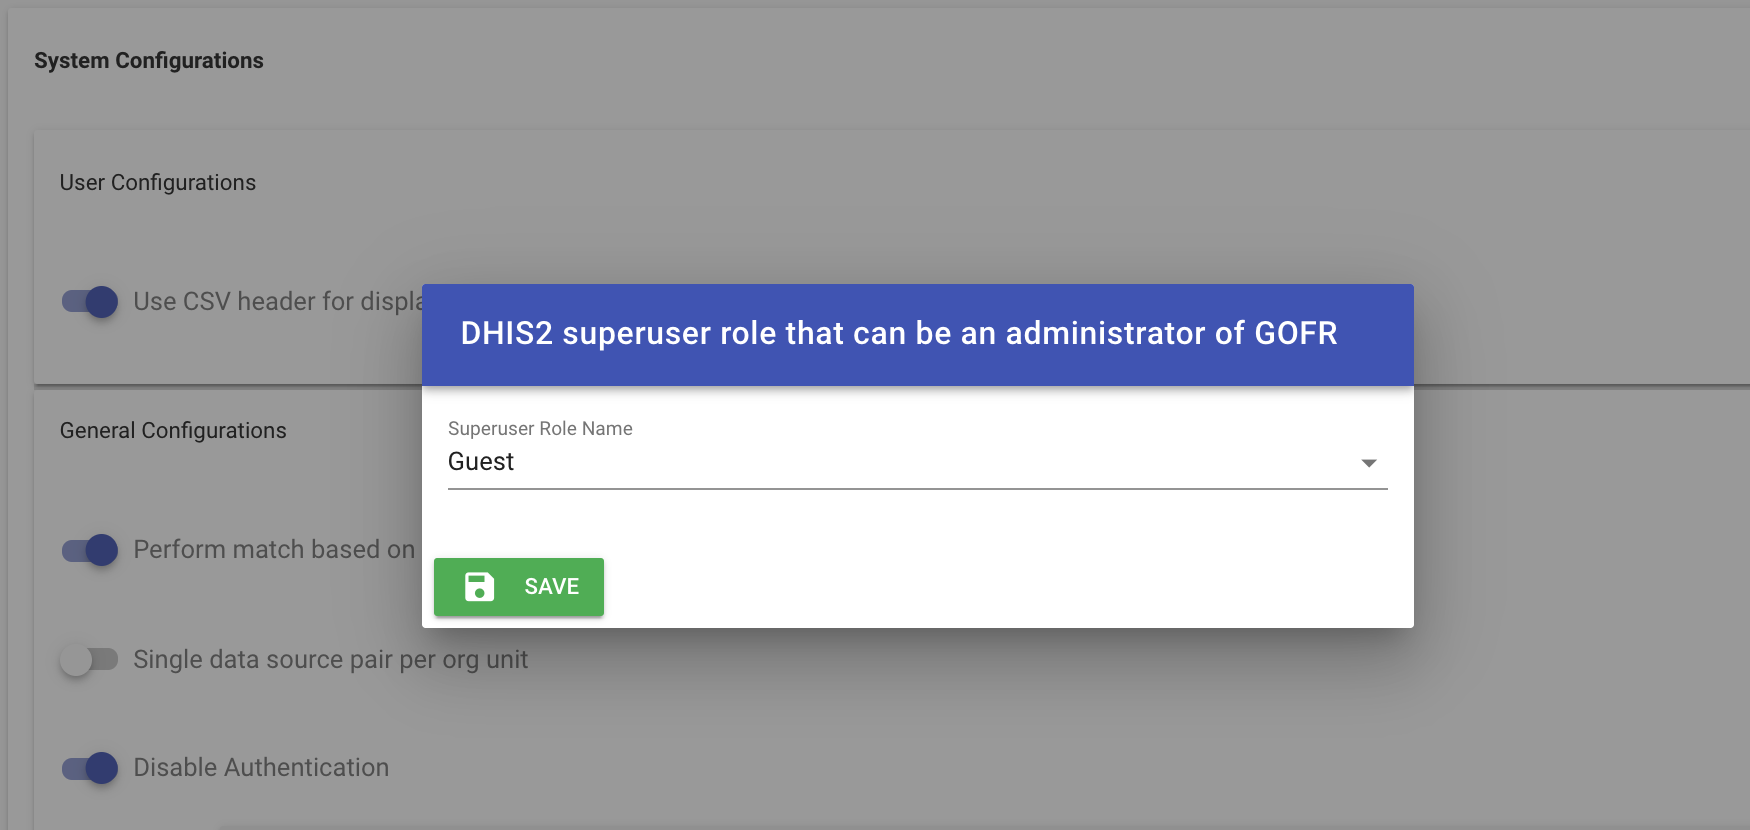 System Configurations
User Configurations
Use CSV header for displa
DHIS2 superuser role that can be an administrator of GOFR
General Configurations
Superuser Role Name
Guest
Perform match based on
SAVE
Single data source pair per org unit
Disable Authentication